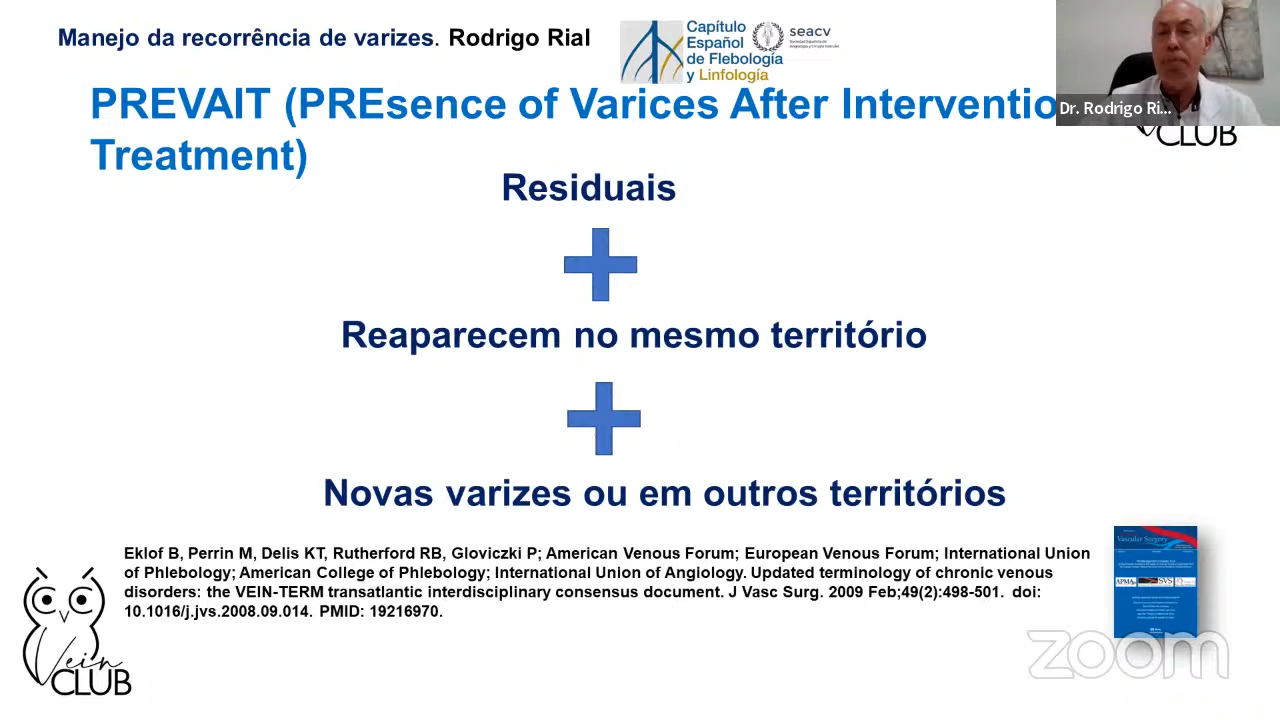 Manejo da recorrência de varizes. Rodrigo Rial
Capítulo
Español
de Flebología
y Linfología
seacv
Dr. Rodrigo Ri...
PREVAIT (PREsence of Varices After Interventio
Treatment)
CLUB
Residuais
Reaparecem no mesmo território
Novas varizes ou em outros territórios
Eklof B, Perrin M, Delis KT, Rutherford RB, Gloviczki P; American Venous Forum; European Venous Forum; International Union
of Phlebology; American College of Phlebology; International Union of Angiology. Updated terminology of chronic venous
disorders: the VEIN-TERM transatlantic interdisciplinary consensus document. J Vasc Surg. 2009 Feb;49(2):498-501. doi:
10.1016/j.jvs.2008.09.014. PMID: 19216970.
Vascular Surgery
SVS
Vein
CLUB
zoom